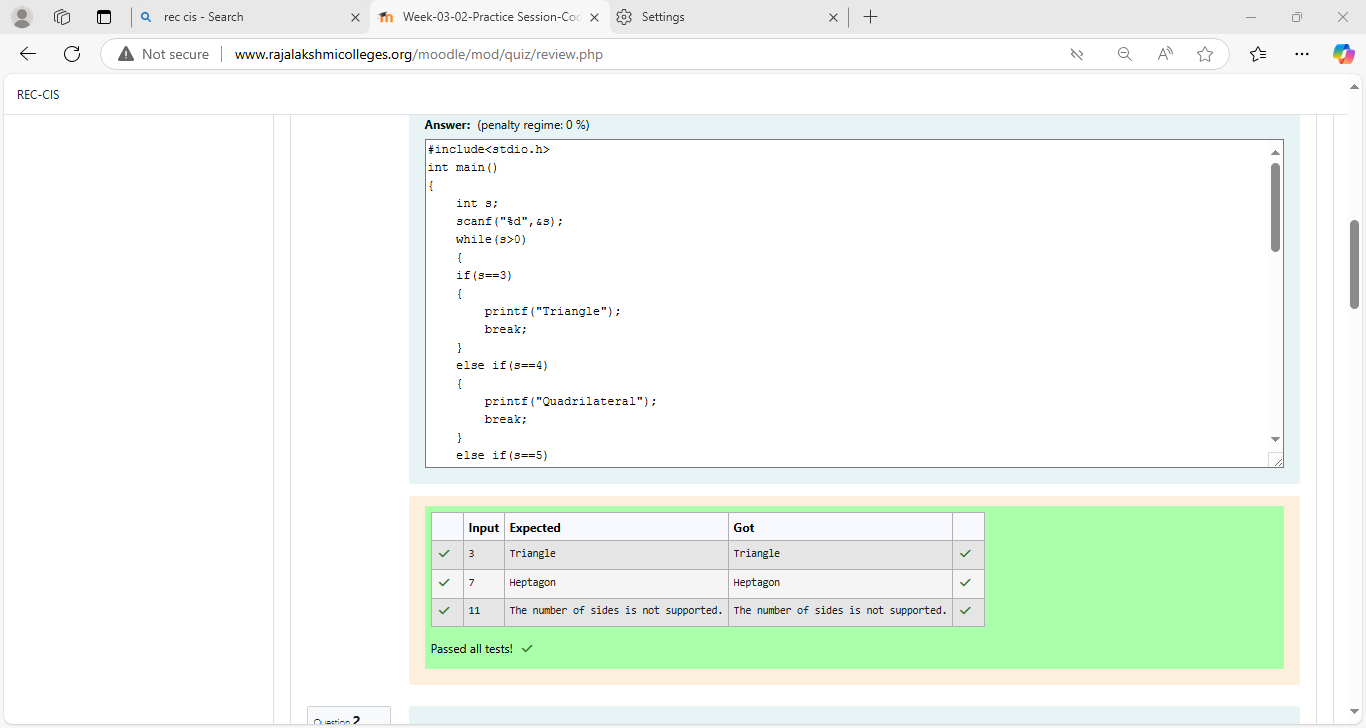 rec cis - Search
Week-03-02-Practice Session-Co
Settings
Not secure
www.rajalakshmicolleges.org/moodle/mod/quiz/review.php
REC-CIS
Answer: (penalty regime: 0 %)
#include<stdio.h>
int main()
{
int s;
scanf("%d",&s);
while(s>0)
{
if(s==3)
{
printf("Triangle");
break;
}
else if(s==4)
{
printf("Quadrilateral");
break;
}
else if(s==5)
Input Expected Got
3 Triangle Triangle
7 Heptagon Heptagon
11 The number of sides is not supported. The number of sides is not supported.
Passed all tests!
Question 2